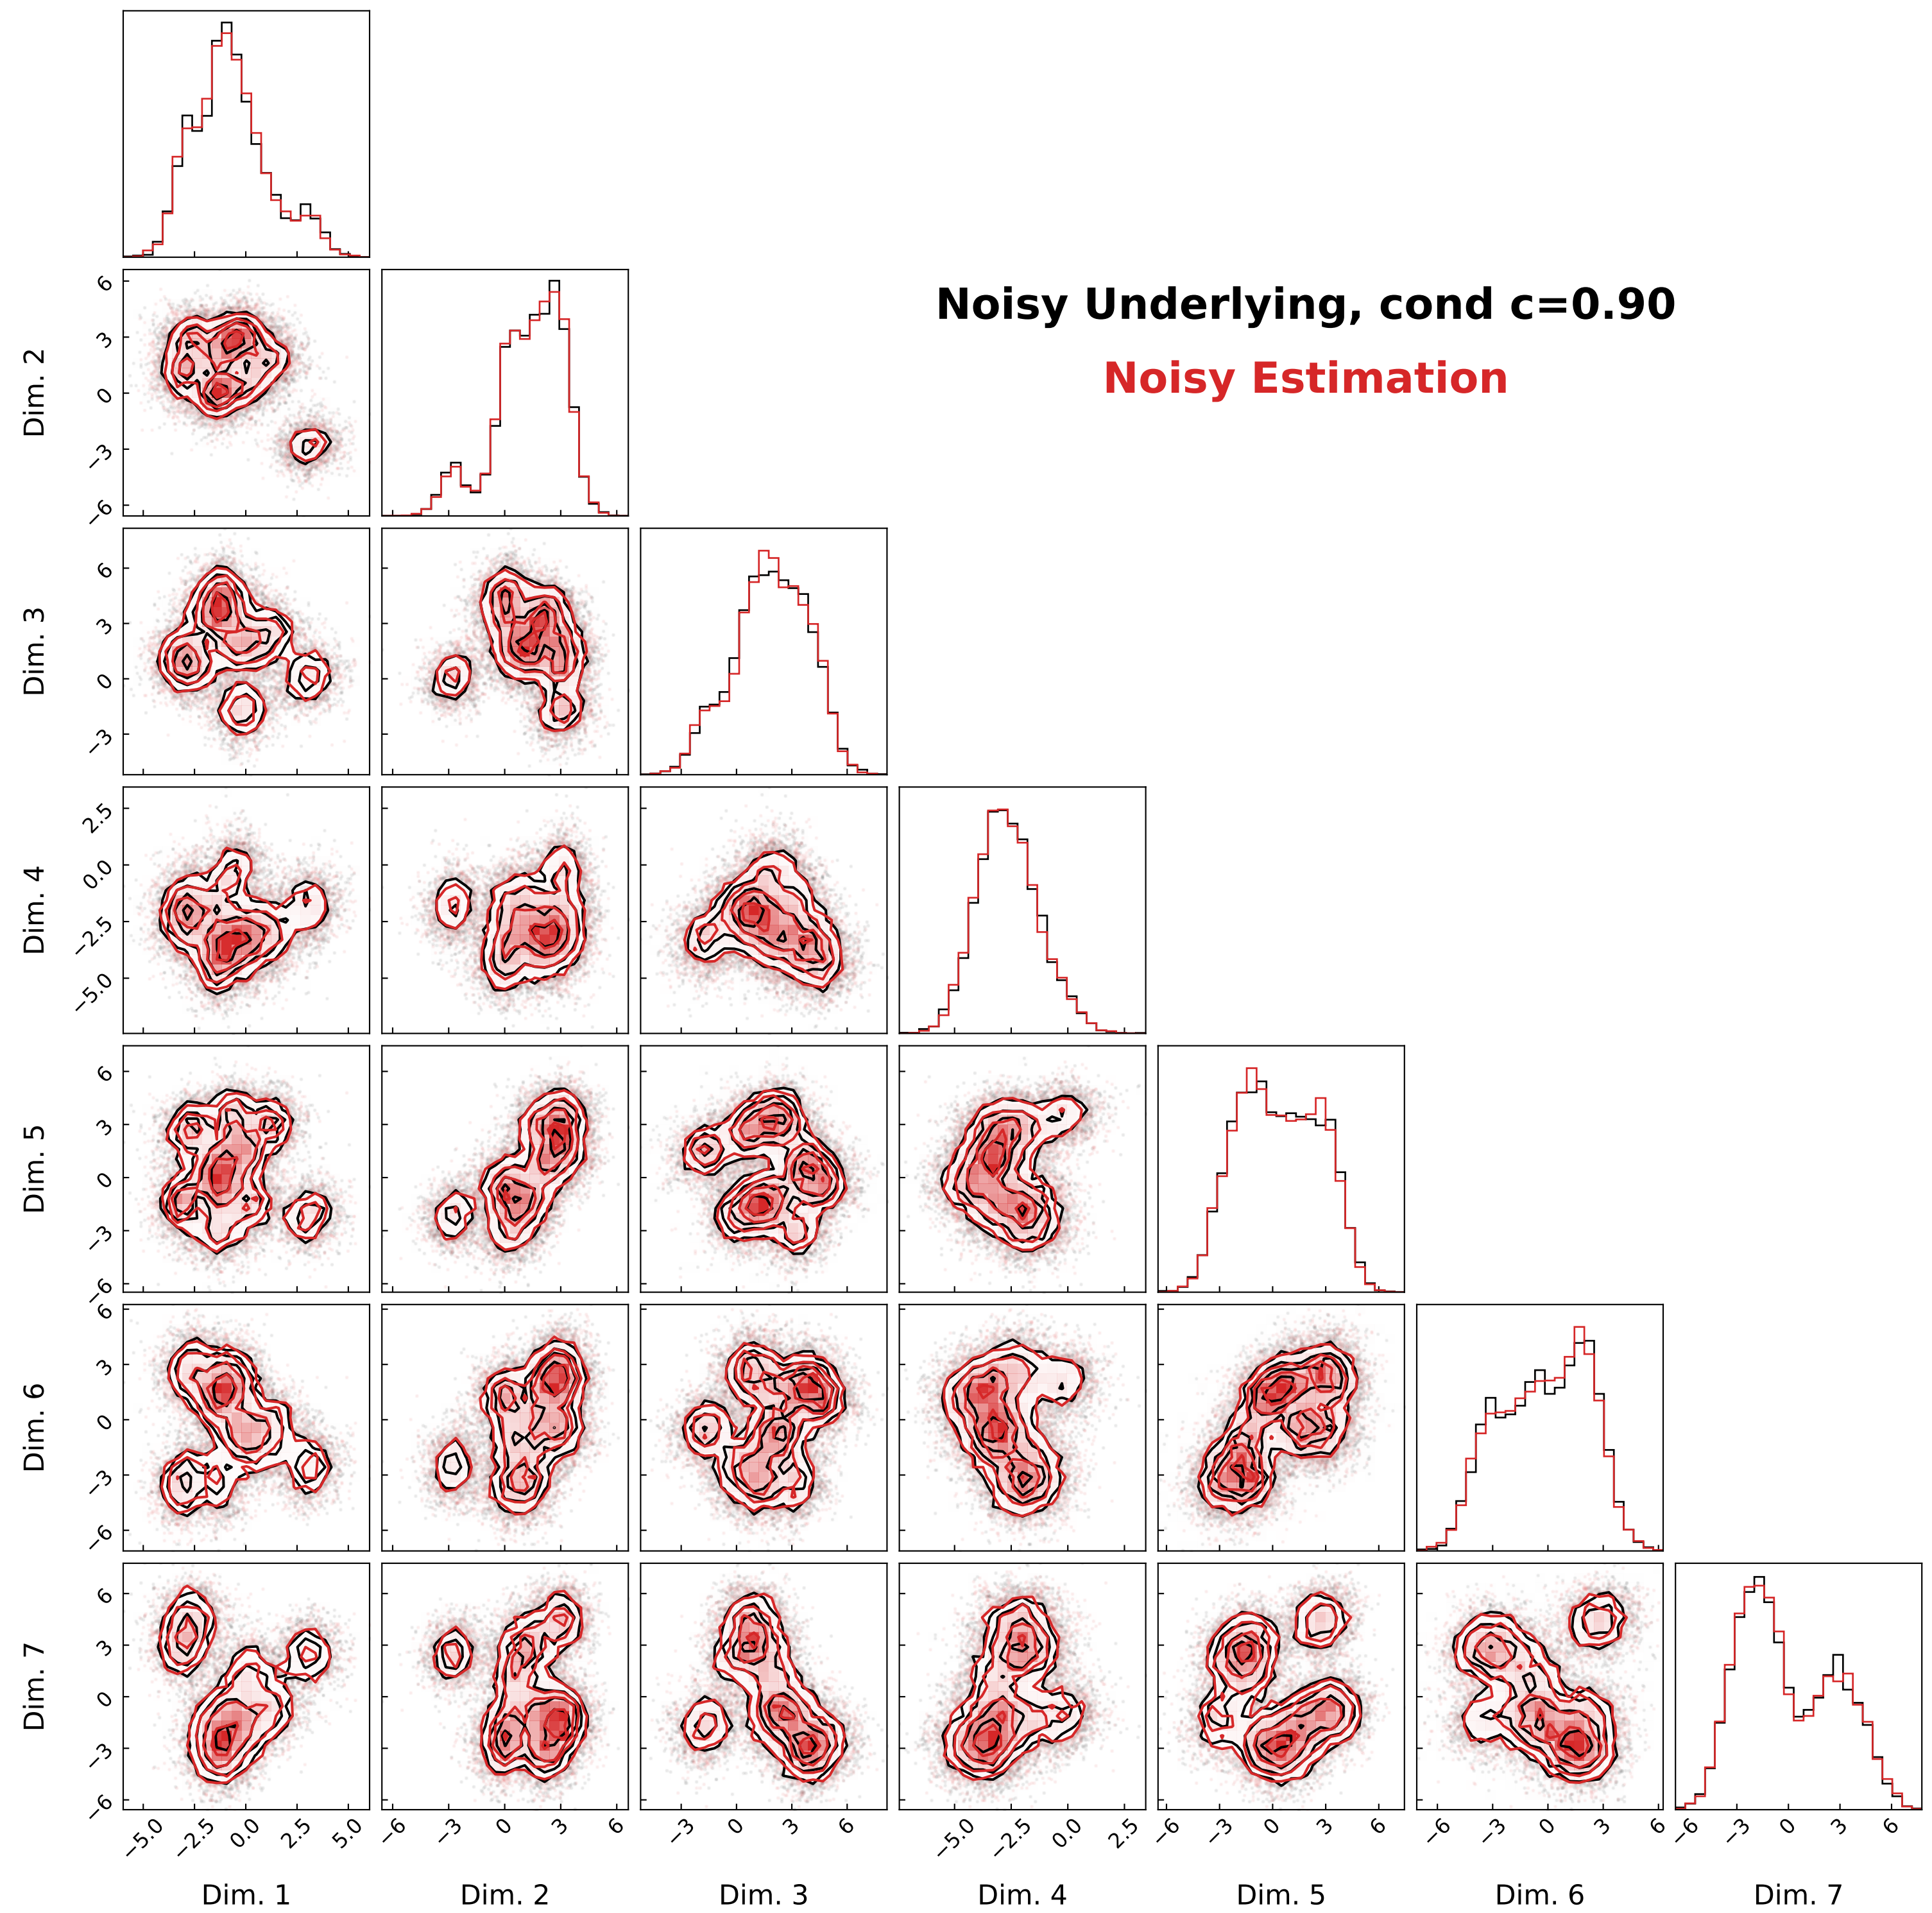 Noisy Underlying, cond c=0.90
Noisy Estimation
6
3
0
−3
−6
Dim. 2
6
3
0
−3
Dim. 3
2.5
0.0
−2.5
−5.0
Dim. 4
6
3
0
−3
−6
Dim. 5
6
3
0
−3
−6
Dim. 6
6
3
0
−3
−6
Dim. 7
−5.0 −2.5 0.0 2.5 5.0 −6 −3 0 3 6 −3 0 3 6 −5.0 −2.5 0.0 2.5 −6 −3 0 3 6 −6 −3 0 3 6 −6 −3 0 3 6
Dim. 1 Dim. 2 Dim. 3 Dim. 4 Dim. 5 Dim. 6 Dim. 7